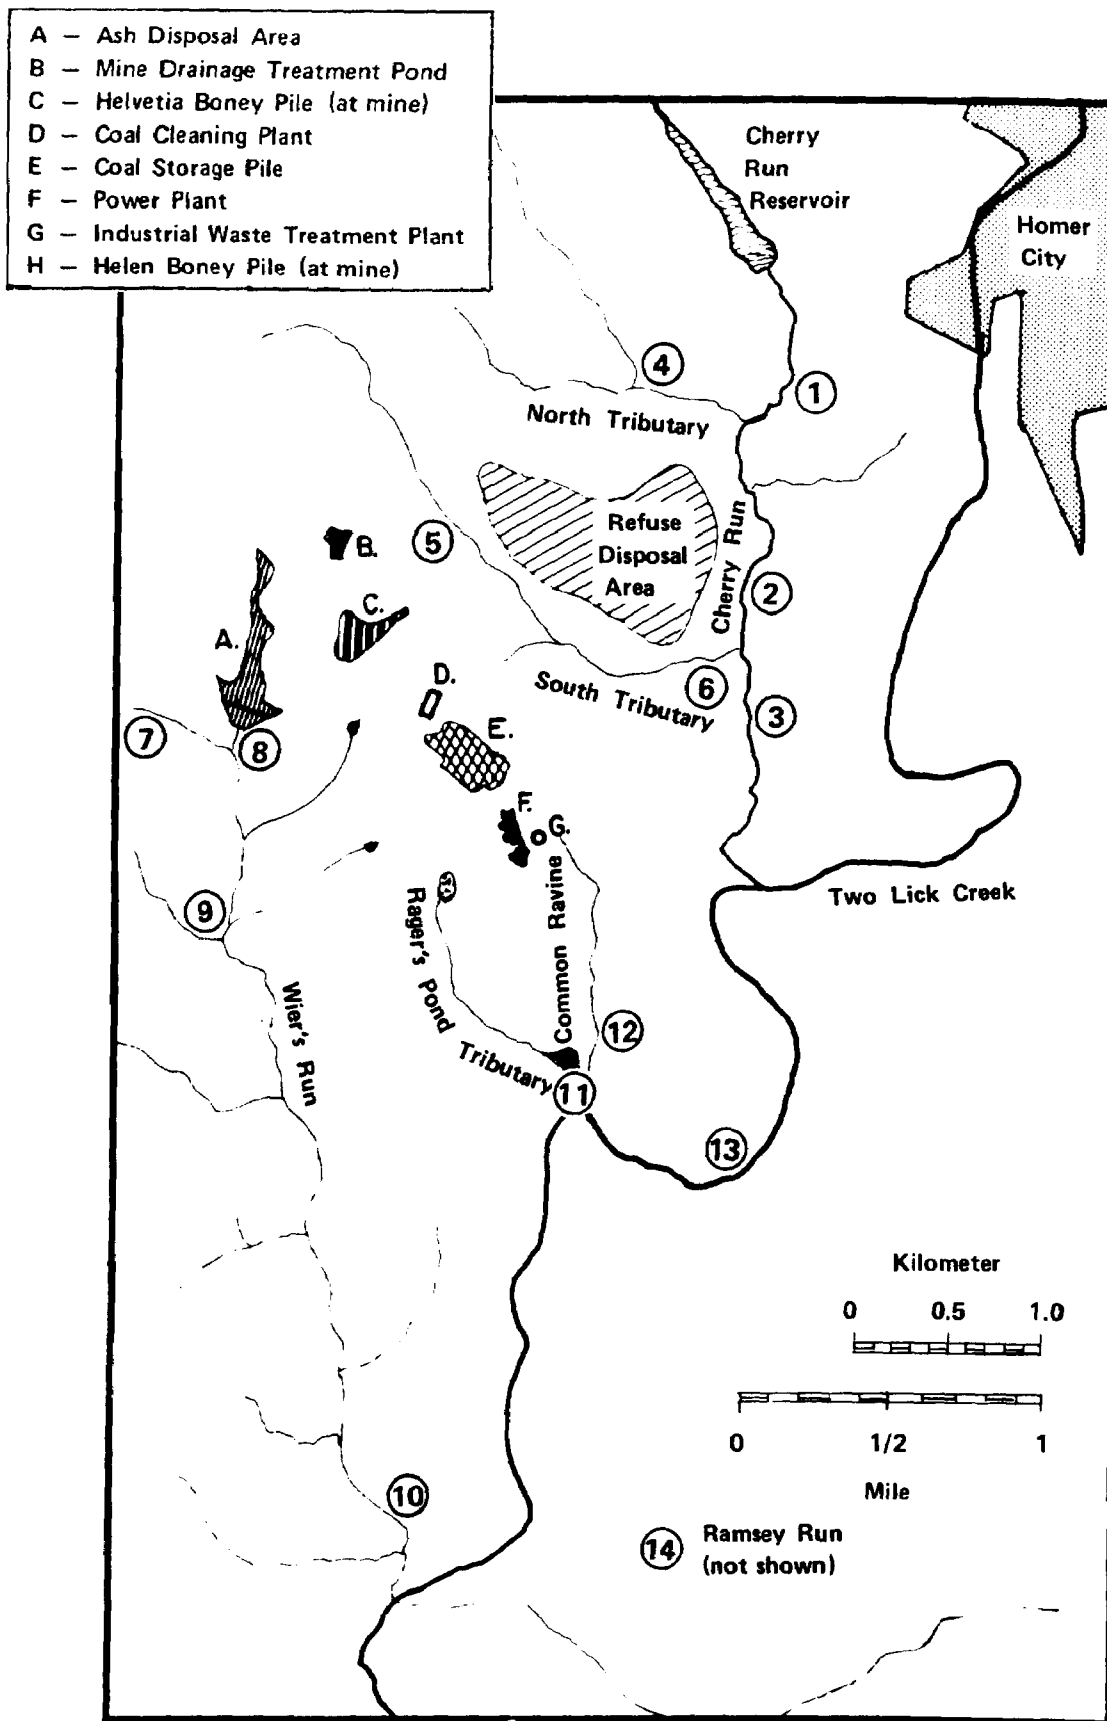 A – Ash Disposal Area
B – Mine Drainage Treatment Pond
C – Helvetia Boney Pile (at mine)
D – Coal Cleaning Plant
E – Coal Storage Pile
F – Power Plant
G – Industrial Waste Treatment Plant
H – Helen Boney Pile (at mine)
Cherry
Run
Reservoir
Homer
City
4
1
North Tributary
Refuse
Disposal
Area
Cherry Run
5
B.
2
C.
A.
D.
South Tributary
6
3
7
8
E.
F.
G.
Two Lick Creek
9
Rager's Pond Tributary
Common Ravine
Wier's Run
12
11
13
Kilometer
0 0.5 1.0
0 1/2 1
Mile
10
14 Ramsey Run
(not shown)